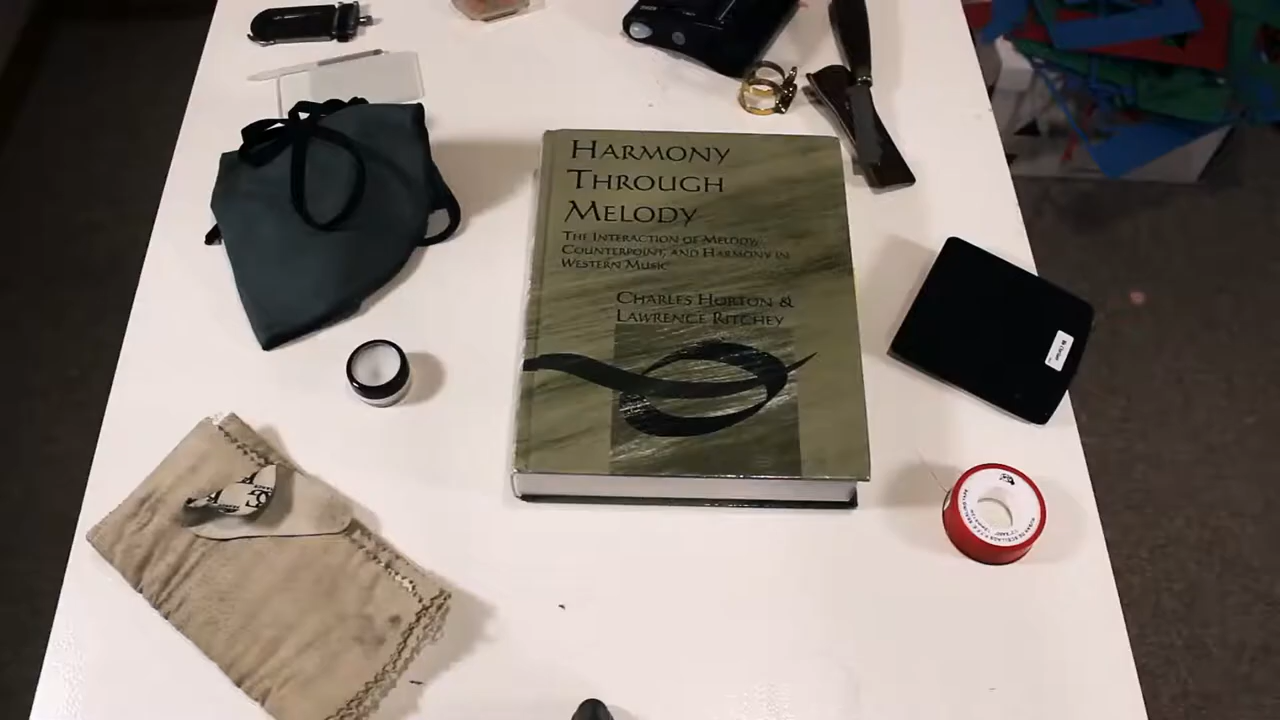 HARMONY
THROUGH
MELODY
THE INTERACTION OF MELODY,
COUNTERPOINT, AND HARMONY IN
WESTERN MUSIC
CHARLES HORTON &
LAWRENCE RITCHEY